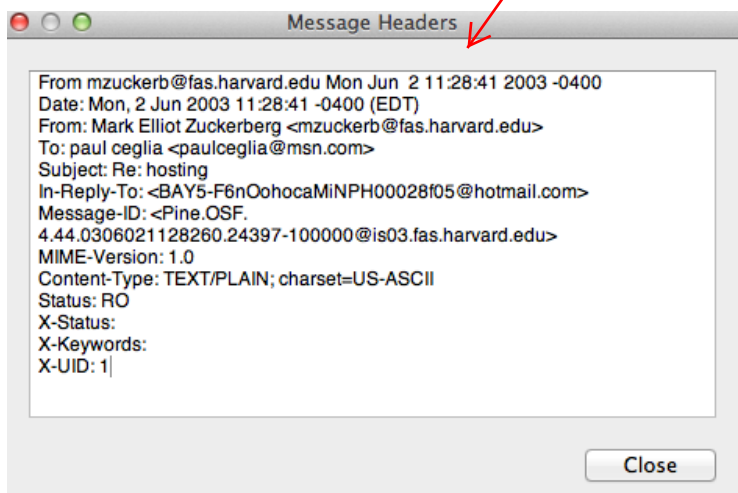 Message Headers
From mzuckerb@fas.harvard.edu Mon Jun  2 11:28:41 2003 -0400
Date: Mon, 2 Jun 2003 11:28:41 -0400 (EDT)
From: Mark Elliot Zuckerberg <mzuckerb@fas.harvard.edu>
To: paul ceglia <paulceglia@msn.com>
Subject: Re: hosting
In-Reply-To: <BAY5-F6nOohocaMiNPH00028f05@hotmail.com>
Message-ID: <Pine.OSF.
4.44.0306021128260.24397-100000@is03.fas.harvard.edu>
MIME-Version: 1.0
Content-Type: TEXT/PLAIN; charset=US-ASCII
Status: RO
X-Status:
X-Keywords:
X-UID: 1
Close